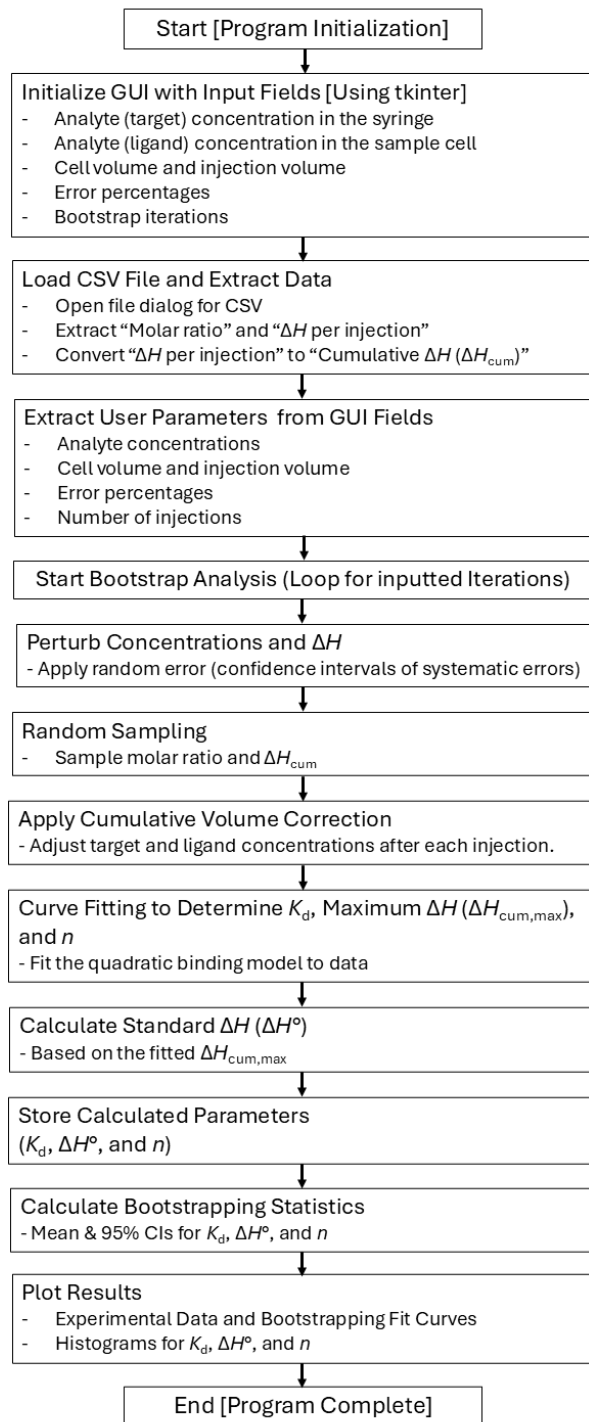 Start [Program Initialization]
Initialize GUI with Input Fields [Using tkinter]
- Analyte (target) concentration in the syringe
- Analyte (ligand) concentration in the sample cell
- Cell volume and injection volume
- Error percentages
- Bootstrap iterations
Load CSV File and Extract Data
- Open file dialog for CSV
- Extract “Molar ratio” and “ΔH per injection”
- Convert “ΔH per injection” to “Cumulative ΔH (ΔHcum)”
Extract User Parameters from GUI Fields
- Analyte concentrations
- Cell volume and injection volume
- Error percentages
- Number of injections
Start Bootstrap Analysis (Loop for inputted Iterations)
Perturb Concentrations and ΔH
- Apply random error (confidence intervals of systematic errors)
Random Sampling
- Sample molar ratio and ΔHcum
Apply Cumulative Volume Correction
- Adjust target and ligand concentrations after each injection.
Curve Fitting to Determine Kd, Maximum ΔH (ΔHcum,max),
and n
- Fit the quadratic binding model to data
Calculate Standard ΔH (ΔH°)
- Based on the fitted ΔHcum,max
Store Calculated Parameters
(Kd, ΔH°, and n)
Calculate Bootstrapping Statistics
- Mean & 95% CIs for Kd, ΔH°, and n
Plot Results
- Experimental Data and Bootstrapping Fit Curves
- Histograms for Kd, ΔH°, and n
End [Program Complete]